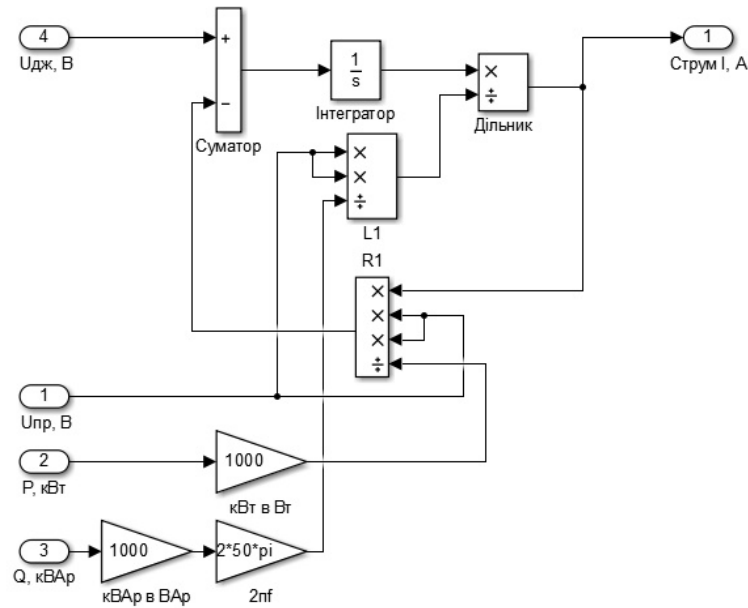 4
Uдж, В
+
−
Суматор
1
s
Інтегратор
×
÷
Дільник
1
Струм I, А
×
×
÷
L1
R1
×
×
×
÷
1
Uпр, В
2
P, кВт
1000
кВт в Вт
3
Q, кВАр
1000
кВАр в ВАр
2*50*pi
2πf